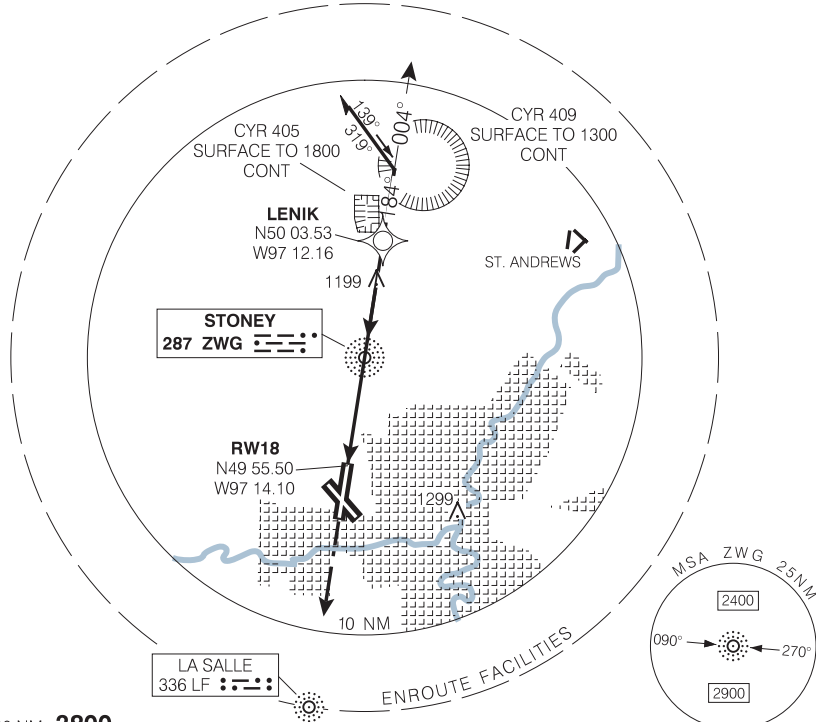 139°
319°
004°
184°
CYR 405
SURFACE TO 1800
CONT
CYR 409
SURFACE TO 1300
CONT
LENIK
N50 03.53
W97 12.16
ST. ANDREWS
1199
STONEY
287 ZWG
RW18
N49 55.50
W97 14.10
1299
10 NM
MSA ZWG 25NM
2400
090°
270°
2900
ENROUTE FACILITIES
LA SALLE
336 LF
NM 3800